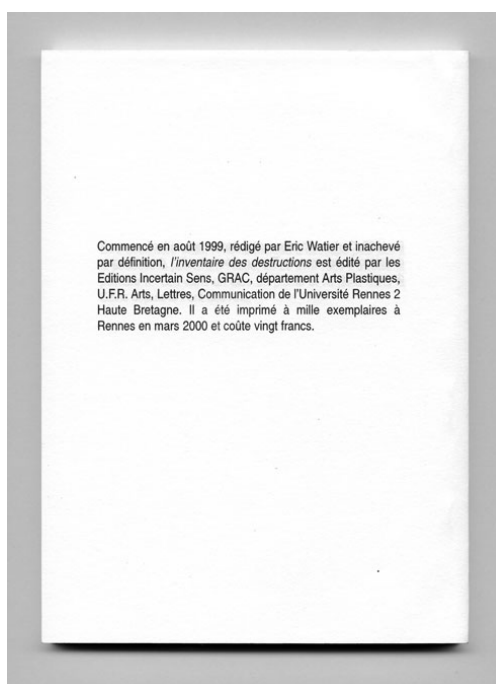 Commencé en août 1999, rédigé par Eric Watier et inachevé
par définition, l'inventaire des destructions est édité par les
Editions Incertain Sens, GRAC, département Arts Plastiques,
U.F.R. Arts, Lettres, Communication de l'Université Rennes 2
Haute Bretagne. Il a été imprimé à mille exemplaires à
Rennes en mars 2000 et coûte vingt francs.